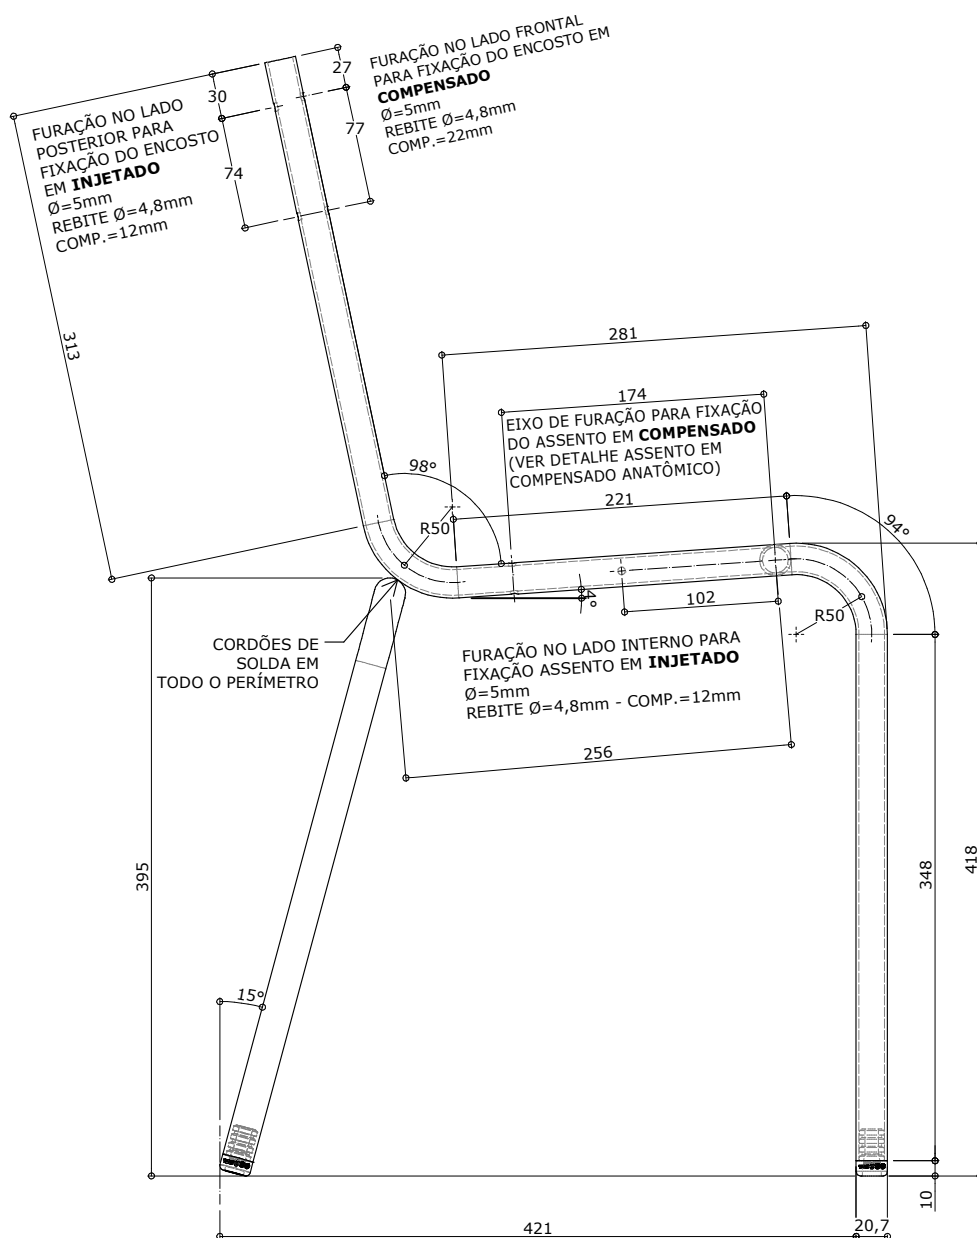 FURAÇÃO NO LADO FRONTAL
PARA FIXAÇÃO DO ENCOSTO EM
COMPENSADO
Ø=5mm
REBITE Ø=4,8mm
COMP.=22mm
27
77
30
74
FURAÇÃO NO LADO
POSTERIOR PARA
FIXAÇÃO DO ENCOSTO
EM INJETADO
Ø=5mm
REBITE Ø=4,8mm
COMP.=12mm
313
281
174
EIXO DE FURAÇÃO PARA FIXAÇÃO
DO ASSENTO EM COMPENSADO
(VER DETALHE ASSENTO EM
COMPENSADO ANATÔMICO)
98°
221
94°
R50
4°
102
R50
CORDÕES DE
SOLDA EM
TODO O PERÍMETRO
FURAÇÃO NO LADO INTERNO PARA
FIXAÇÃO ASSENTO EM INJETADO
Ø=5mm
REBITE Ø=4,8mm - COMP.=12mm
256
395
348
418
15°
10
421
20,7